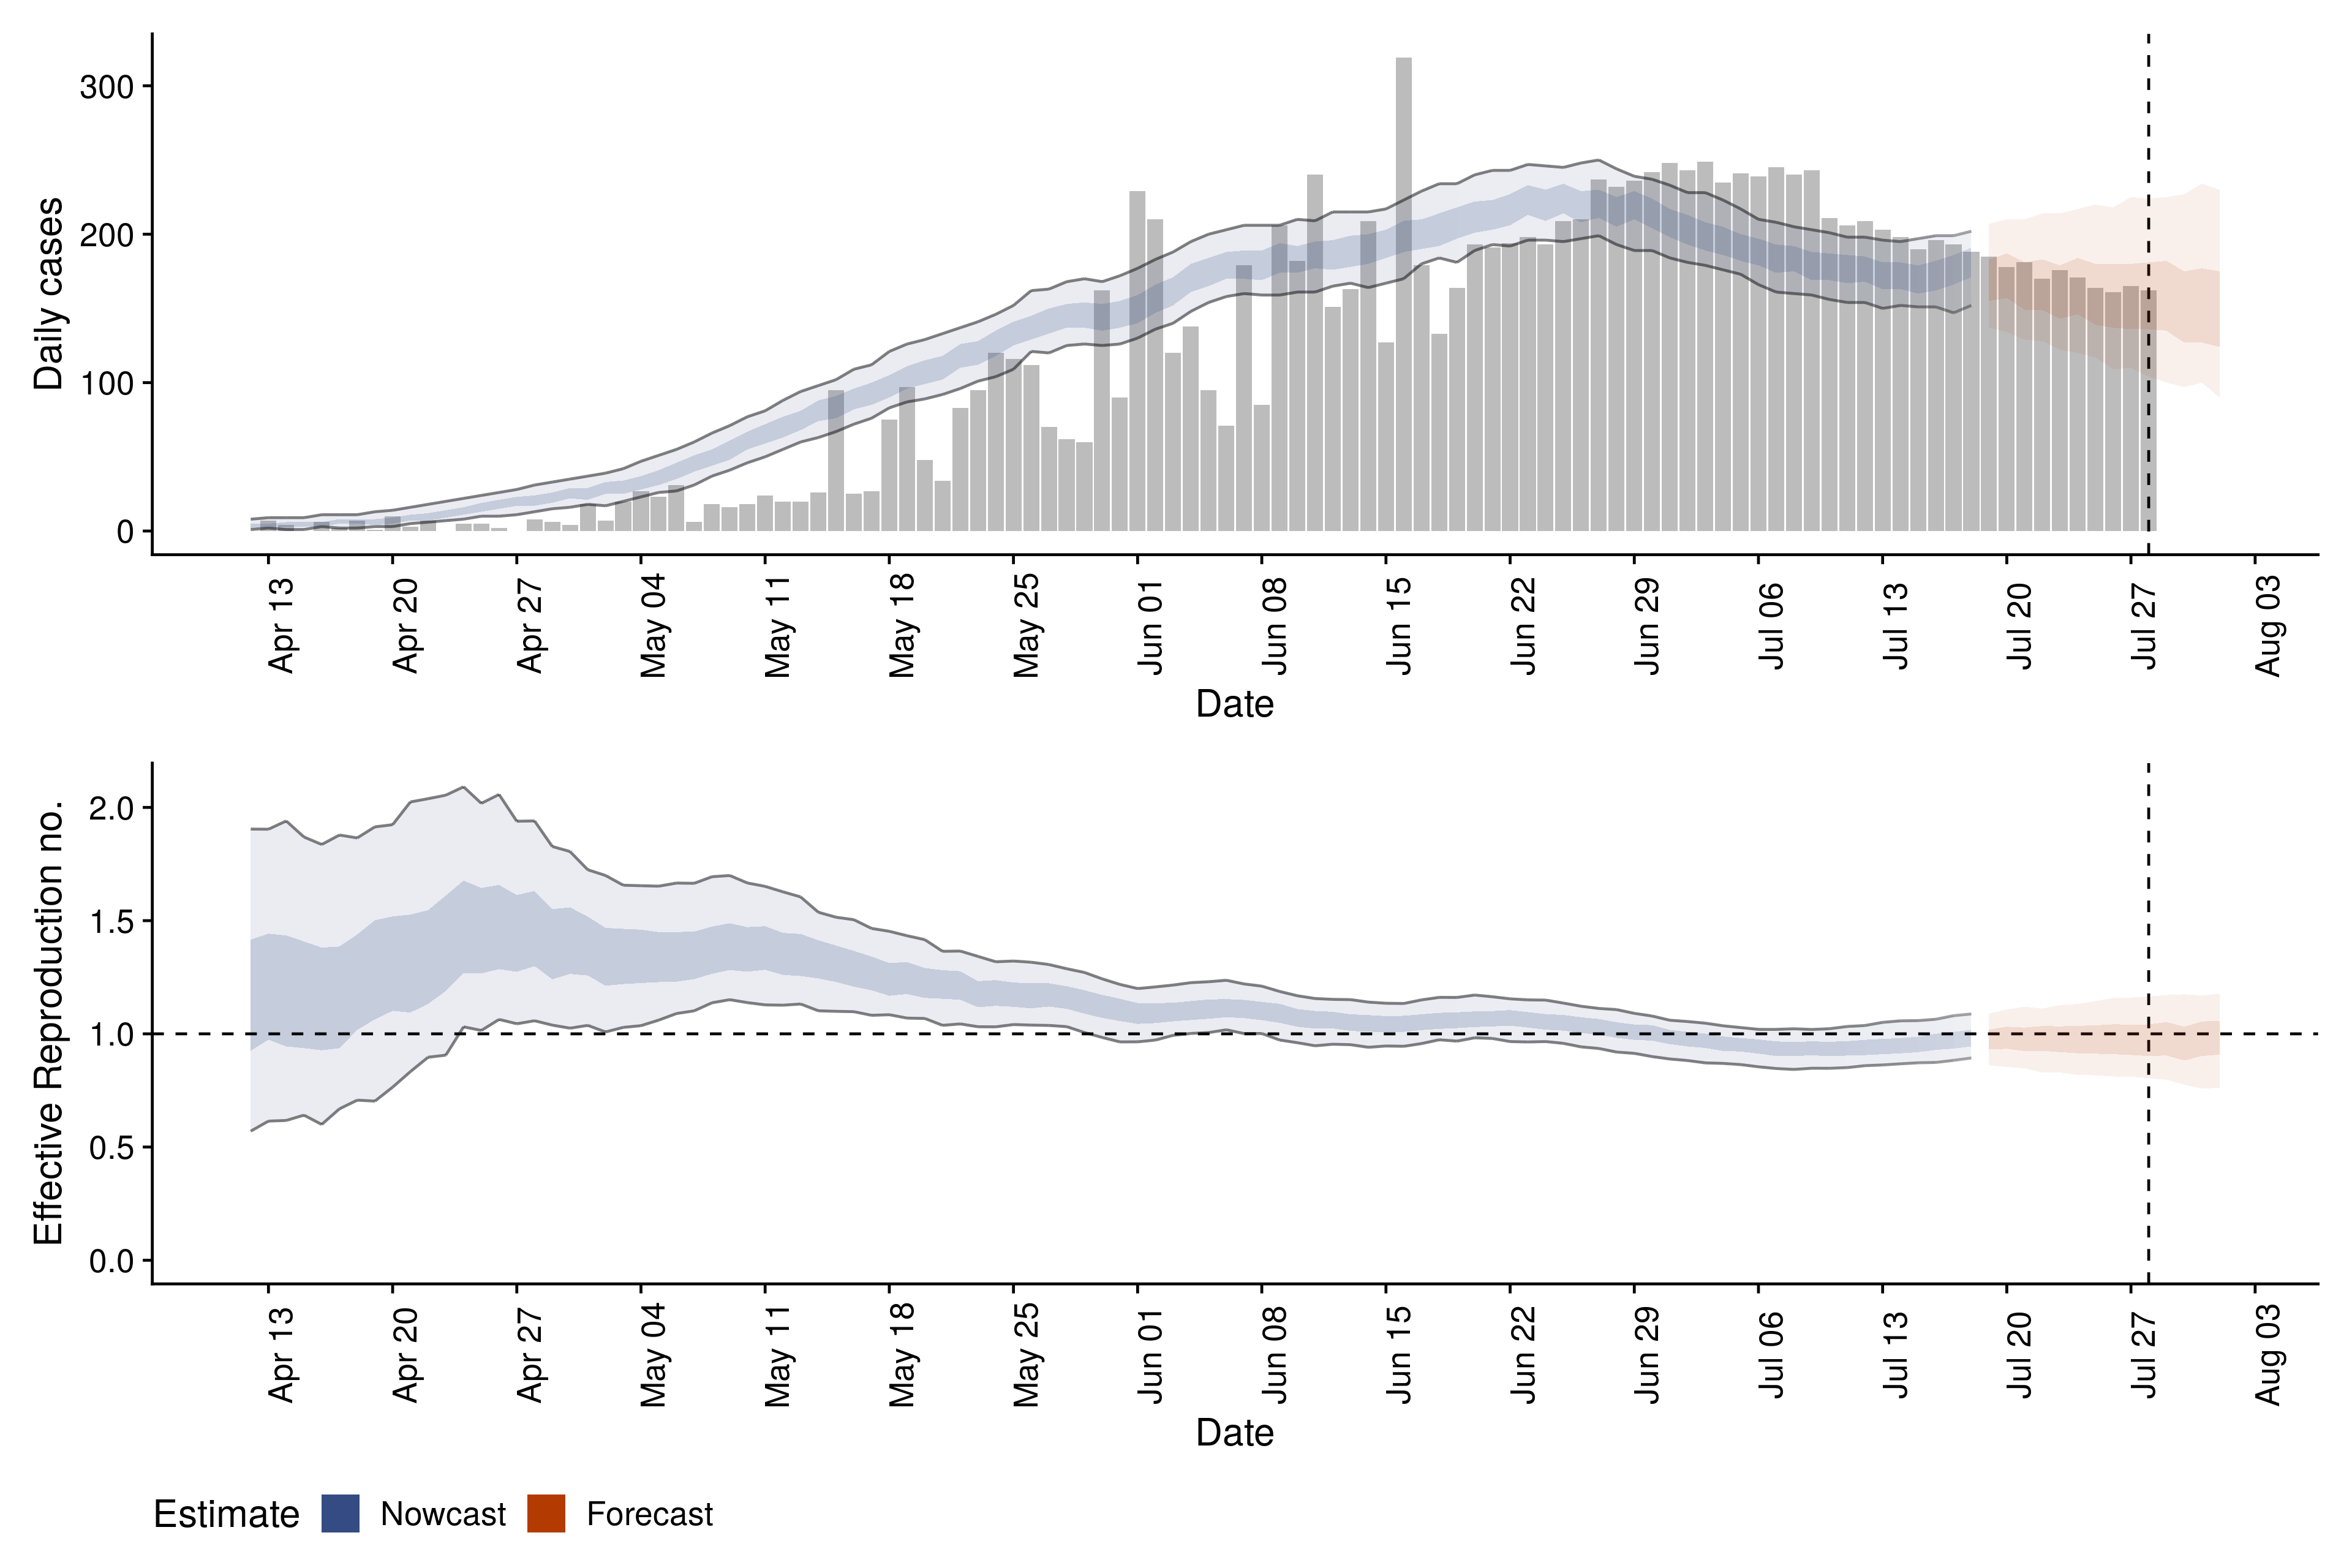 Daily cases
300
200
100
0
Apr 13
Apr 20
Apr 27
May 04
May 11
May 18
May 25
Jun 01
Jun 08
Jun 15
Jun 22
Jun 29
Jul 06
Jul 13
Jul 20
Jul 27
Aug 03
Date
Effective Reproduction no.
2.0
1.5
1.0
0.5
0.0
Apr 13
Apr 20
Apr 27
May 04
May 11
May 18
May 25
Jun 01
Jun 08
Jun 15
Jun 22
Jun 29
Jul 06
Jul 13
Jul 20
Jul 27
Aug 03
Date
Estimate Nowcast Forecast